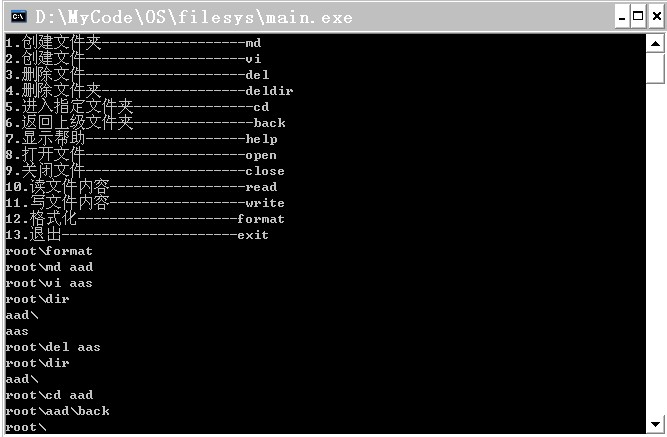 D:\MyCode\OS\filesys\main.exe
1.创建文件夹------------------md
2.创建文件--------------------vi
3.删除文件--------------------del
4.删除文件夹------------------deldir
5.进入指定文件夹---------------cd
6.返回上级文件夹---------------back
7.显示帮助--------------------help
8.打开文件--------------------open
9.关闭文件--------------------close
10.读文件内容-----------------read
11.写文件内容-----------------write
12.格式化--------------------format
13.退出----------------------exit
root\format
root\md aad
root\vi aas
root\dir
aad\
aas
root\del aas
root\dir
aad\
root\cd aad
root\aad\back
root\